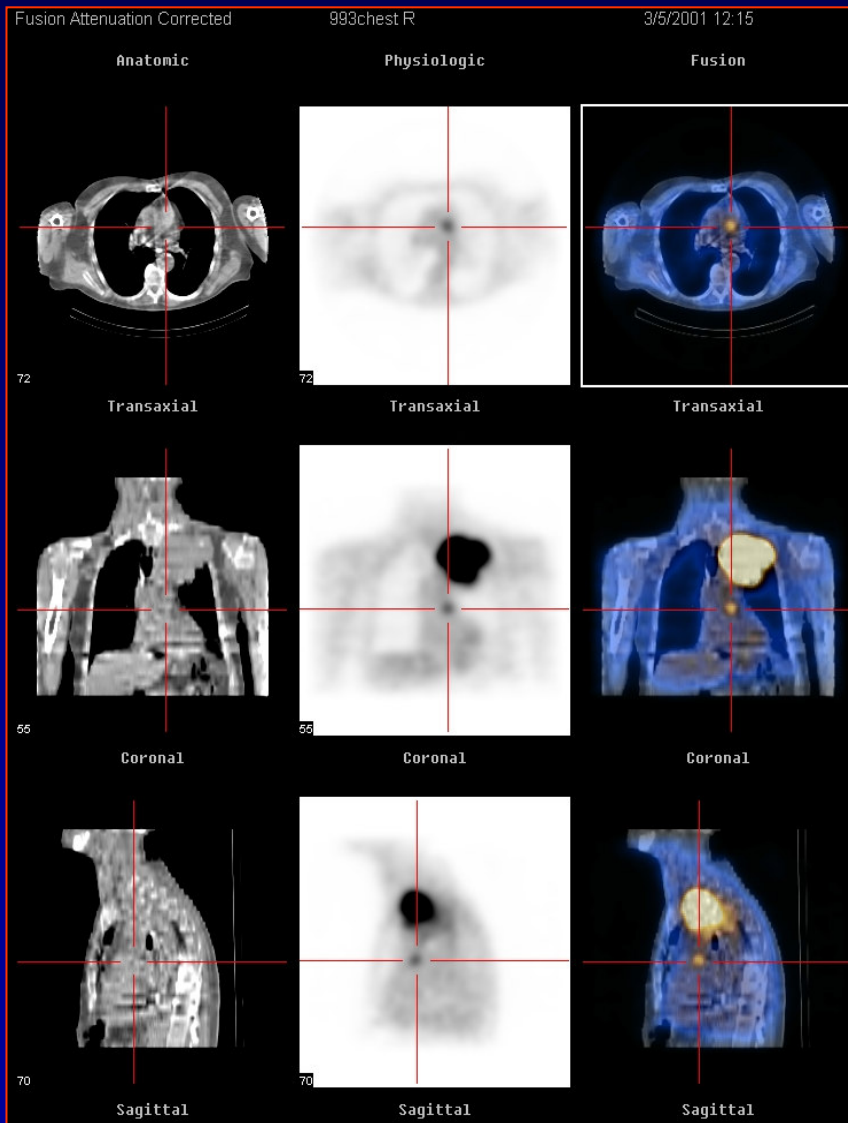 Fusion Attenuation Corrected 993chest R 3/5/2001 12:15
Anatomic Physiologic Fusion
72 72
Transaxial Transaxial Transaxial
55 55
Coronal Coronal Coronal
70 70
Sagittal Sagittal Sagittal